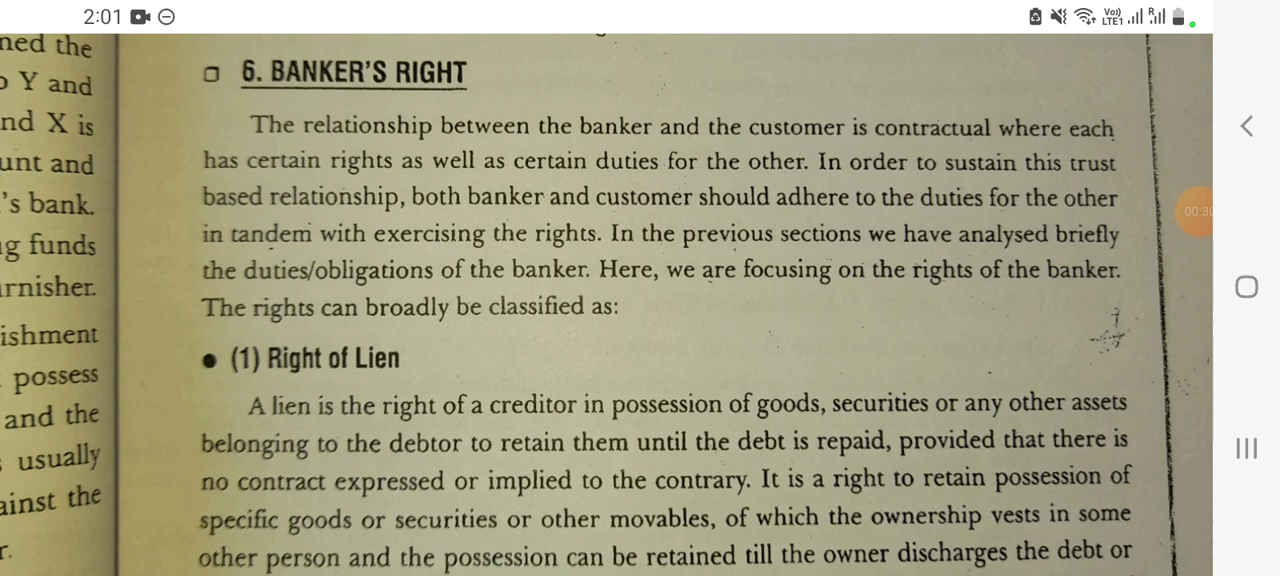 2:01
Vo)
LTE1
R
ned the
Y and
nd X is
unt and
's bank.
g funds
rnisher.
ishment
possess
and the
usually
ainst the
r.
6. BANKER'S RIGHT
The relationship between the banker and the customer is contractual where each
has certain rights as well as certain duties for the other. In order to sustain this trust
based relationship, both banker and customer should adhere to the duties for the other
in tandem with exercising the rights. In the previous sections we have analysed briefly
the duties/obligations of the banker. Here, we are focusing on the rights of the banker.
The rights can broadly be classified as:
• (1) Right of Lien
A lien is the right of a creditor in possession of goods, securities or any other assets
belonging to the debtor to retain them until the debt is repaid, provided that there is
no contract expressed or implied to the contrary. It is a right to retain possession of
specific goods or securities or other movables, of which the ownership vests in some
other person and the possession can be retained till the owner discharges the debt or
00:30